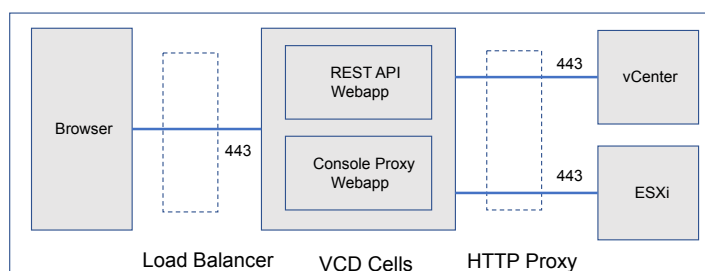 Browser
443
REST API
Webapp
Console Proxy
Webapp
443
vCenter
443
ESXi
Load Balancer
VCD Cells
HTTP Proxy